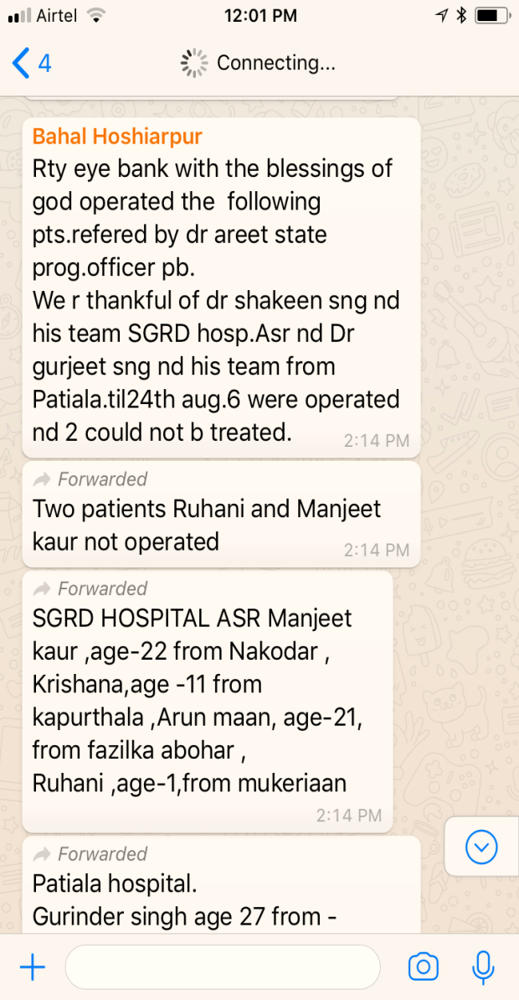 Airtel 12:01 PM
4 Connecting...
Bahal Hoshiarpur
Rty eye bank with the blessings of
god operated the  following
pts.refered by dr areet state
prog.officer pb.
We r thankful of dr shakeen sng nd
his team SGRD hosp.Asr nd Dr
gurjeet sng nd his team from
Patiala.til24th aug.6 were operated
nd 2 could not b treated.
2:14 PM
Forwarded
Two patients Ruhani and Manjeet
kaur not operated
2:14 PM
Forwarded
SGRD HOSPITAL ASR Manjeet
kaur ,age-22 from Nakodar ,
Krishana,age -11 from
kapurthala ,Arun maan, age-21,
from fazilka abohar ,
Ruhani ,age-1,from mukeriaan
2:14 PM
Forwarded
Patiala hospital.
Gurinder singh age 27 from -